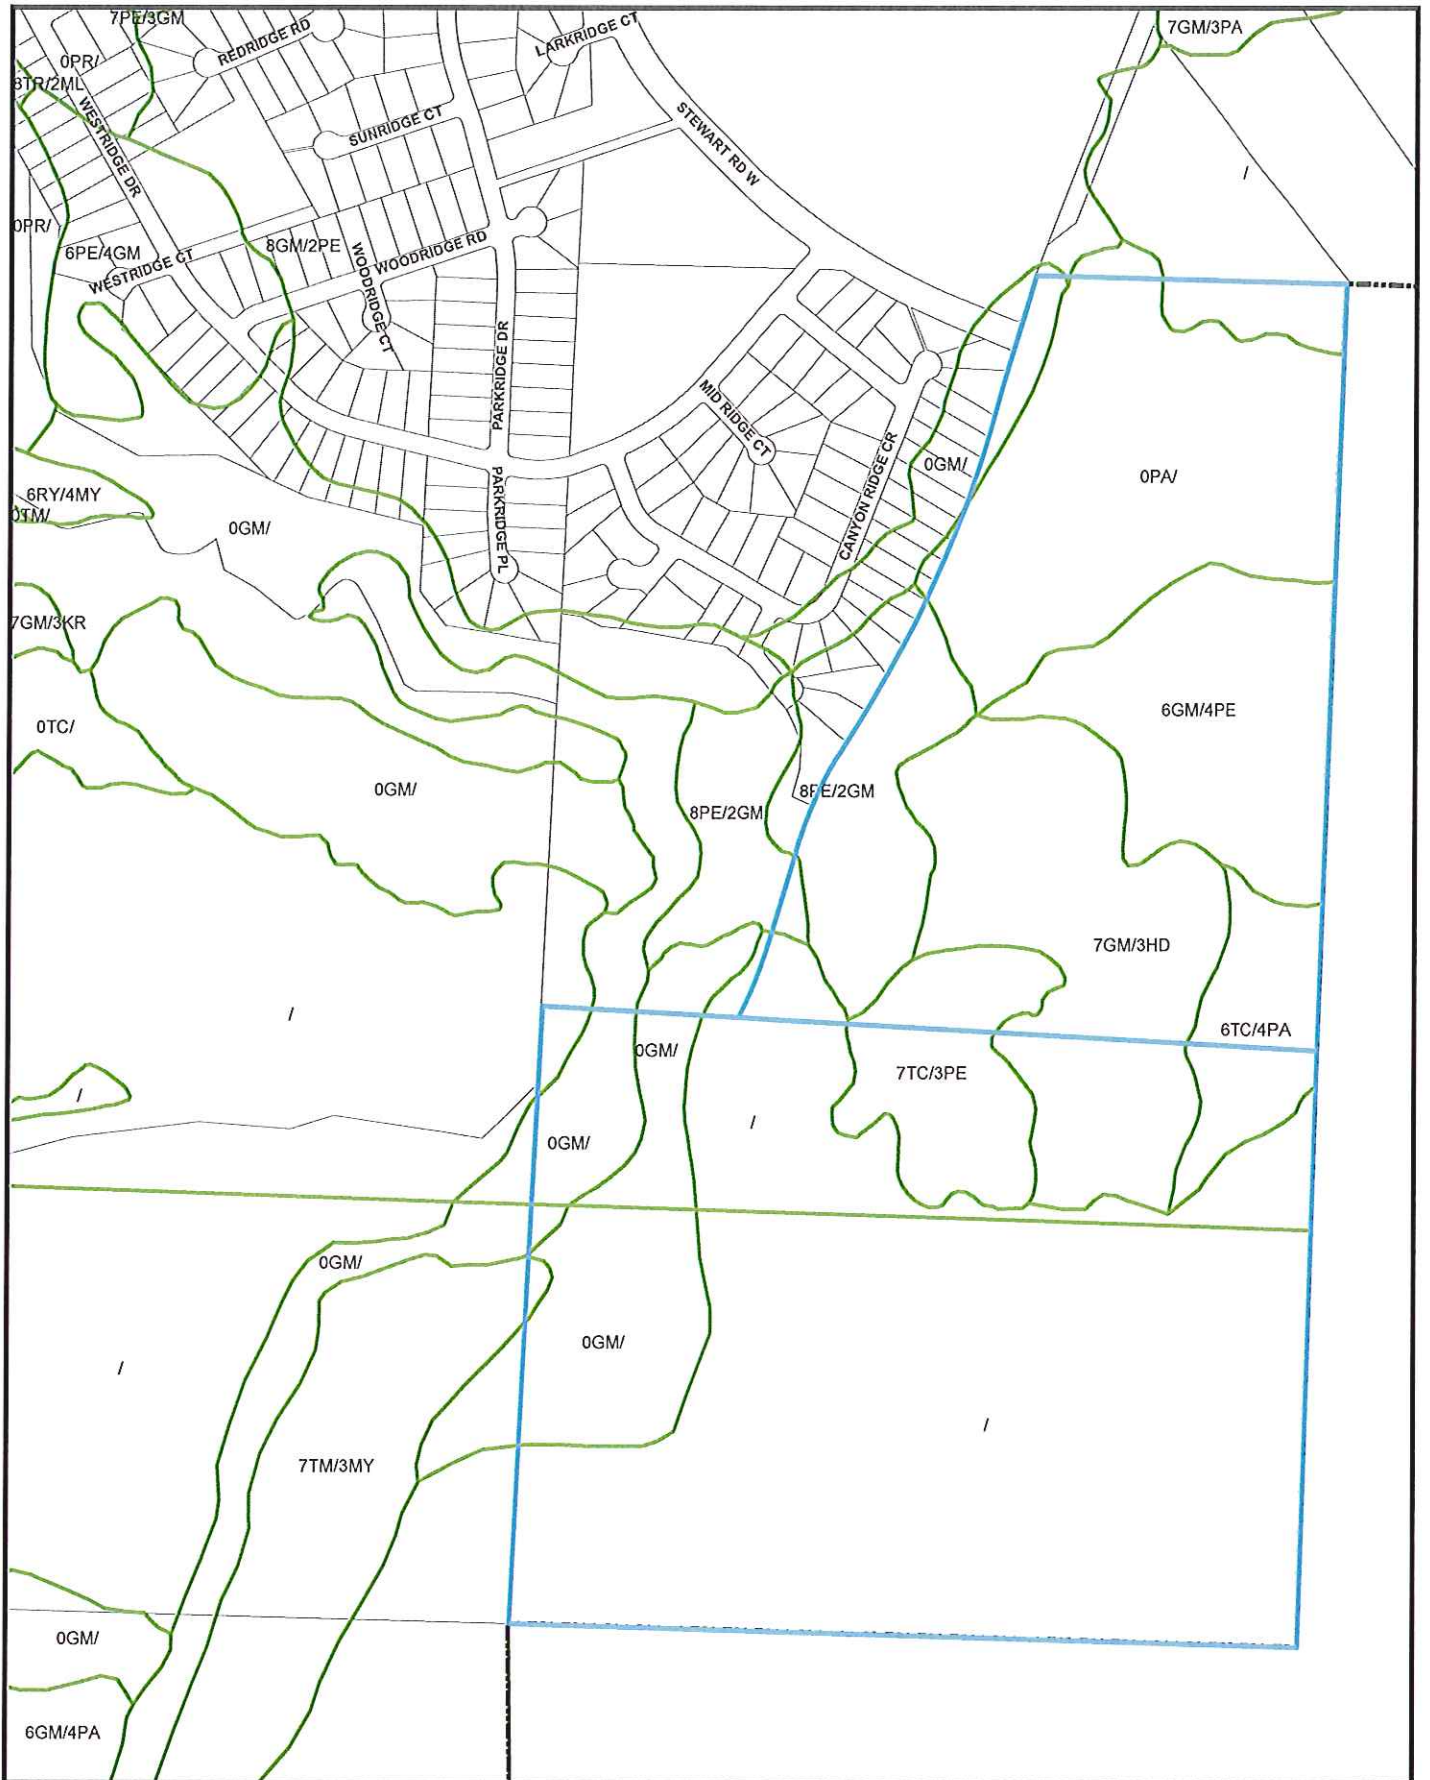 7PE/3GM
REDRIDGE RD
LARKRIDGE CT
7GM/3PA
0PR/
8TR/2ML
WESTRIDGE DR
SUNRIDGE CT
STEWART RD W
/
0PR/
6PE/4GM
WESTRIDGE CT
8GM/2PE
WOODRIDGE CT
WOODRIDGE RD
PARKRIDGE DR
MID RIDGE CT
CANYON RIDGE CR
0GM/
0PA/
6RY/4MY
0TM/
0GM/
PARKRIDGE PL
7GM/3KR
0TC/
6GM/4PE
0GM/
8PE/2GM
8PE/2GM
7GM/3HD
/
6TC/4PA
0GM/
7TC/3PE
/
/
0GM/
0GM/
0GM/
/
/
7TM/3MY
0GM/
6GM/4PA